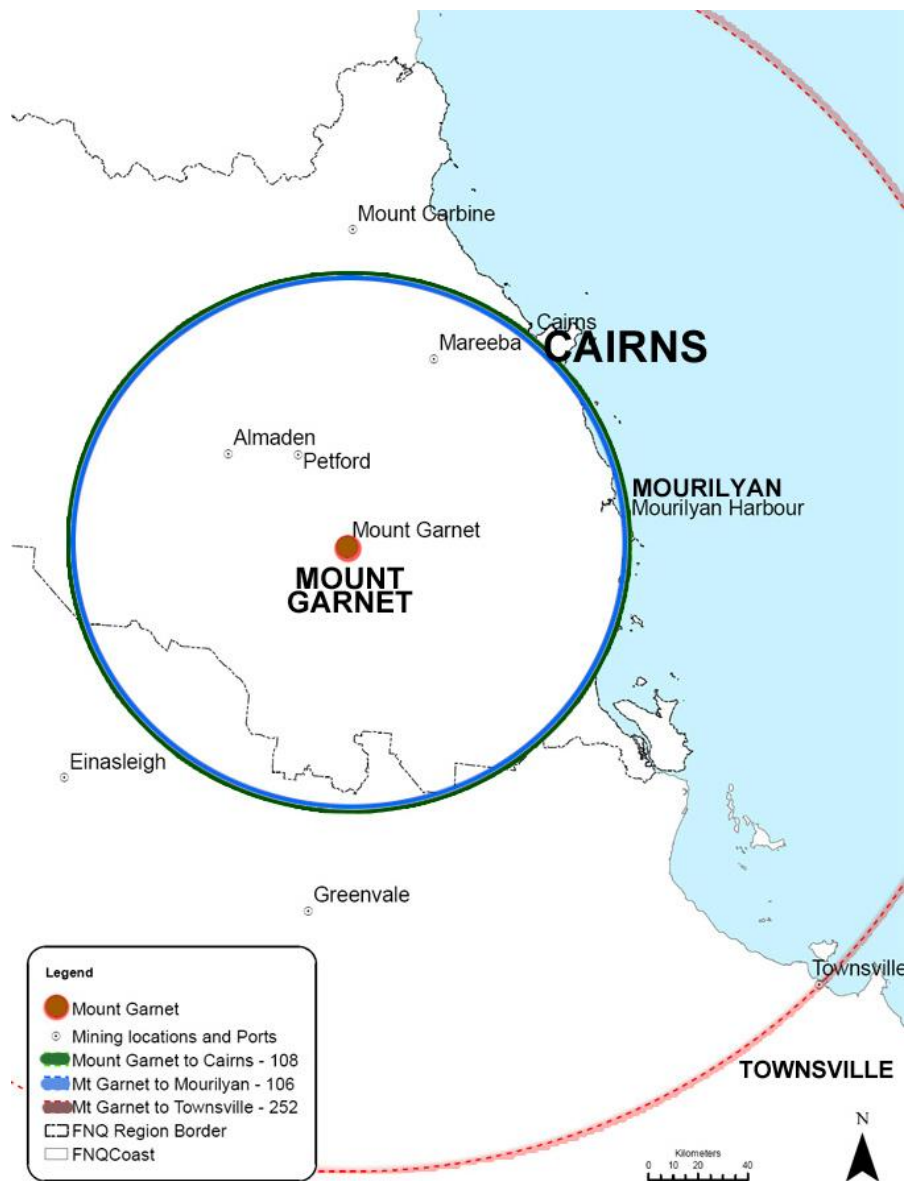 Mount Carbine
Cairns
CAIRNS
Mareeba
Almaden
Petford
MOURILYAN
Mourilyan Harbour
Mount Garnet
MOUNT
GARNET
Einasleigh
Greenvale
Townsville
TOWNSVILLE
Legend
Mount Garnet
Mining locations and Ports
Mount Garnet to Cairns - 108
Mt Garnet to Mourilyan - 106
Mt Garnet to Townsville - 252
FNQ Region Border
FNQCoast
N
Kilometers
0 10 20 40